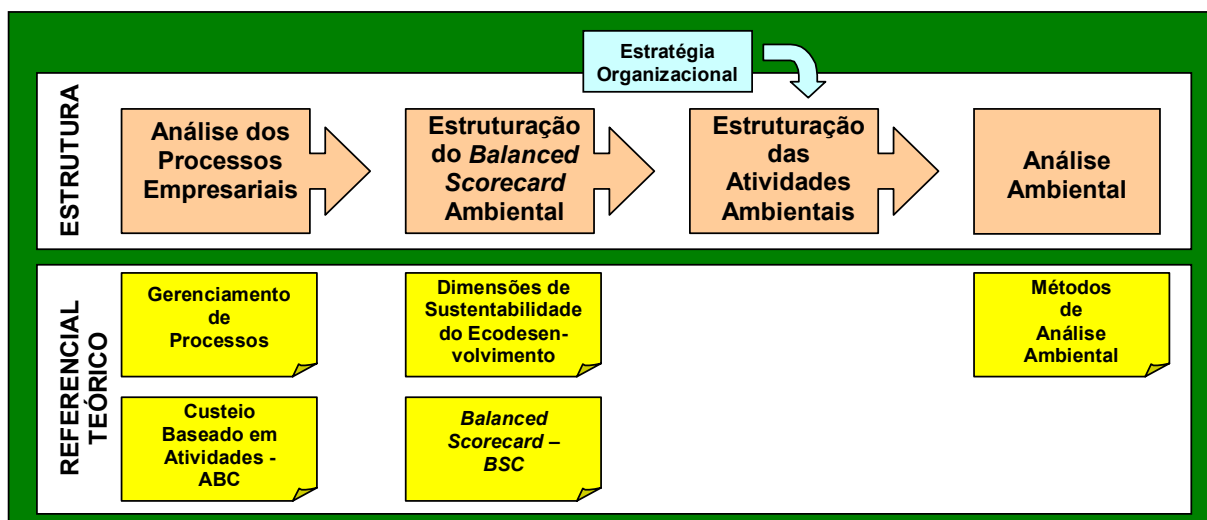 Estratégia
Organizacional
ESTRUTURA
Análise dos
Processos
Empresariais
Estruturação
do Balanced
Scorecard
Ambiental
Estruturação
das
Atividades
Ambientais
Análise
Ambiental
REFERENCIAL
TEÓRICO
Gerenciamento
de
Processos
Dimensões de
Sustentabilidade
do Ecodesen-
volvimento
Métodos
de
Análise
Ambiental
Custeio
Baseado em
Atividades -
ABC
Balanced
Scorecard –
BSC